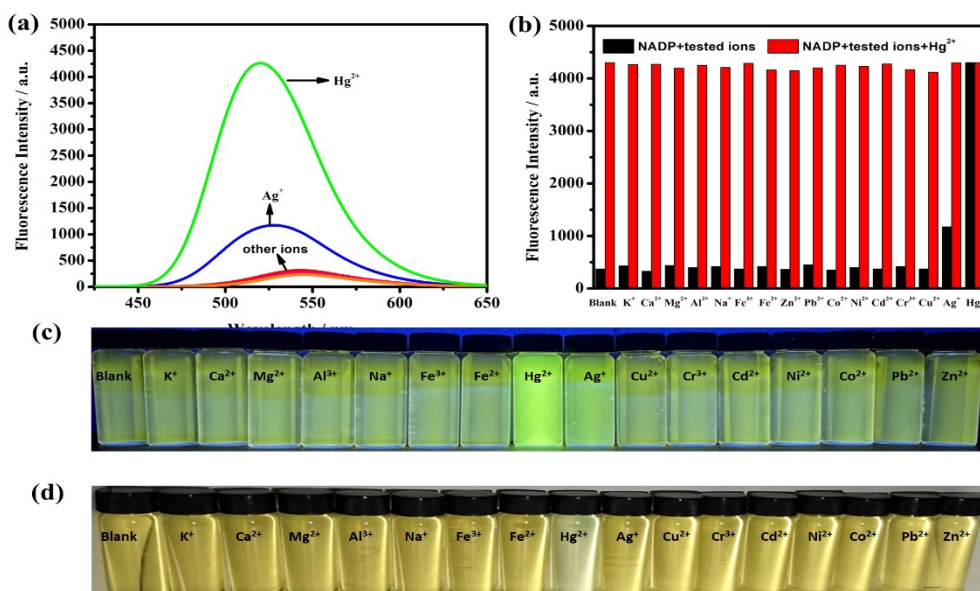 (a)
5000
4500
4000
3500
3000
2500
2000
1500
1000
500
0
Fluorescence Intensity / a.u.
Hg²⁺
Ag⁺
other ions
450 500 550 600 650
Wavelength / nm
(b)
NADP+tested ions NADP+tested ions+Hg²⁺
5000
4000
3000
2000
1000
0
Fluorescence Intensity / a.u.
Blank K⁺ Ca²⁺ Mg²⁺ Al³⁺ Na⁺ Fe³⁺ Fe²⁺ Zn²⁺ Pb²⁺ Co²⁺ Ni²⁺ Cd²⁺ Cr³⁺ Cu²⁺ Ag⁺ Hg
(c)
Blank K⁺ Ca²⁺ Mg²⁺ Al³⁺ Na⁺ Fe³⁺ Fe²⁺ Hg²⁺ Ag⁺ Cu²⁺ Cr³⁺ Cd²⁺ Ni²⁺ Co²⁺ Pb²⁺ Zn²⁺
(d)
Blank K⁺ Ca²⁺ Mg²⁺ Al³⁺ Na⁺ Fe³⁺ Fe²⁺ Hg²⁺ Ag⁺ Cu²⁺ Cr³⁺ Cd²⁺ Ni²⁺ Co²⁺ Pb²⁺ Zn²⁺